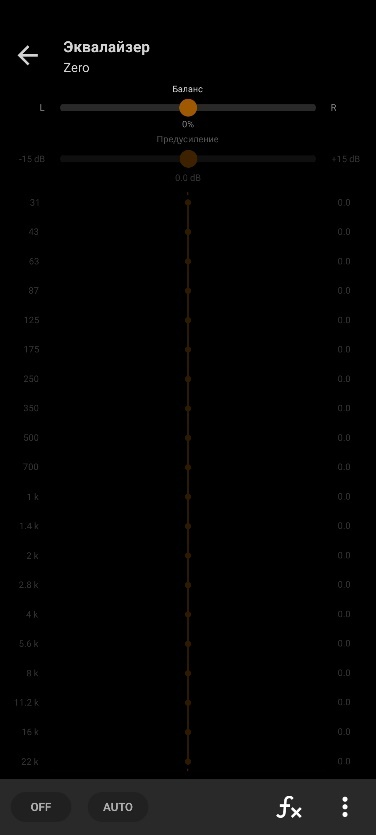 Эквалайзер
Zero
Баланс
L R
0%
Предусиление
-15 dB +15 dB
0.0 dB
31 0.0
43 0.0
63 0.0
87 0.0
125 0.0
175 0.0
250 0.0
350 0.0
500 0.0
700 0.0
1 k 0.0
1.4 k 0.0
2 k 0.0
2.8 k 0.0
4 k 0.0
5.6 k 0.0
8 k 0.0
11.2 k 0.0
16 k 0.0
22 k 0.0
OFF AUTO fx